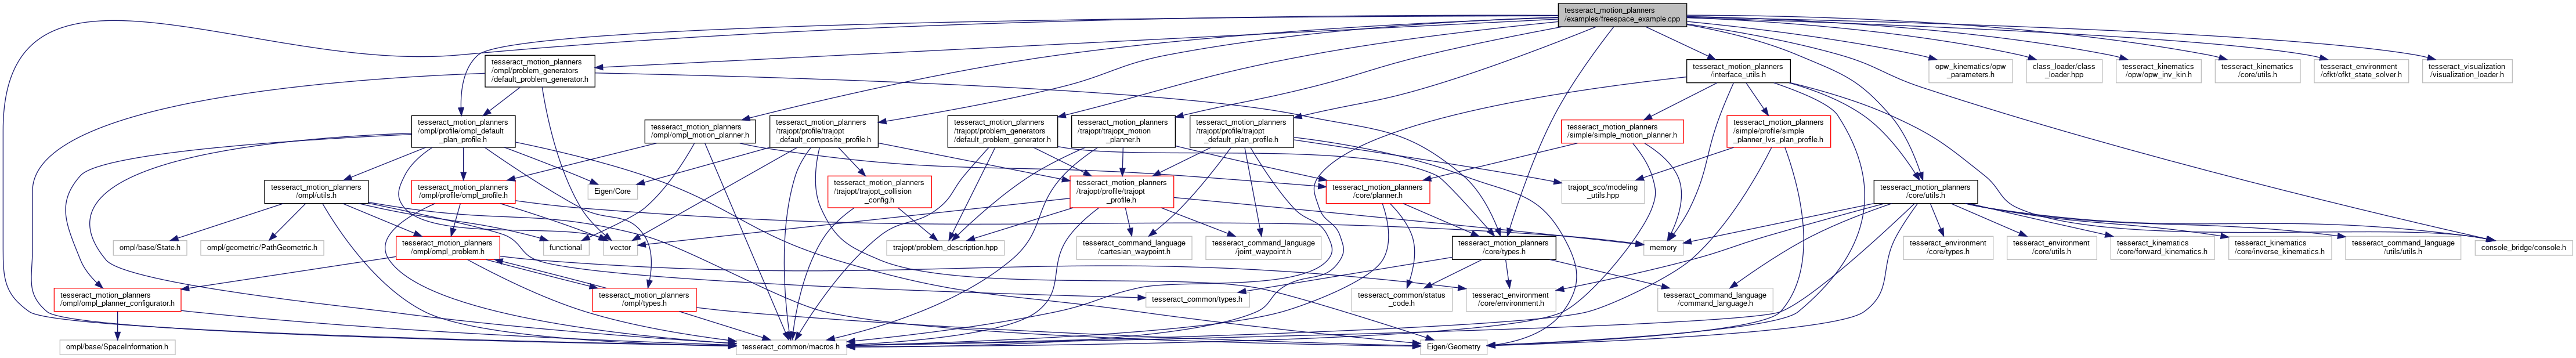 tesseract_motion_planners
/examples/freespace_example.cpp
tesseract_motion_planners
/ompl/problem_generators
/default_problem_generator.h
tesseract_motion_planners
/interface_utils.h
opw_kinematics/opw
_parameters.h
class_loader/class
_loader.hpp
tesseract_kinematics
/opw/opw_inv_kin.h
tesseract_kinematics
/core/utils.h
tesseract_environment
/ofkt/ofkt_state_solver.h
tesseract_visualization
/visualization_loader.h
tesseract_motion_planners
/ompl/profile/ompl_default
_plan_profile.h
tesseract_motion_planners
/ompl/ompl_motion_planner.h
tesseract_motion_planners
/trajopt/profile/trajopt
_default_composite_profile.h
tesseract_motion_planners
/trajopt/problem_generators
/default_problem_generator.h
tesseract_motion_planners
/trajopt/trajopt_motion
_planner.h
tesseract_motion_planners
/trajopt/profile/trajopt
_default_plan_profile.h
tesseract_motion_planners
/simple/simple_motion_planner.h
tesseract_motion_planners
/simple/profile/simple
_planner_lvs_plan_profile.h
tesseract_motion_planners
/ompl/utils.h
tesseract_motion_planners
/ompl/profile/ompl_profile.h
Eigen/Core
tesseract_motion_planners
/trajopt/trajopt_collision
_config.h
tesseract_motion_planners
/trajopt/profile/trajopt
_profile.h
tesseract_motion_planners
/core/planner.h
trajopt_sco/modeling
_utils.hpp
tesseract_motion_planners
/core/utils.h
ompl/base/State.h
ompl/geometric/PathGeometric.h
tesseract_motion_planners
/ompl/ompl_problem.h
functional
vector
trajopt/problem_description.hpp
tesseract_command_language
/cartesian_waypoint.h
tesseract_command_language
/joint_waypoint.h
tesseract_motion_planners
/core/types.h
memory
tesseract_environment
/core/types.h
tesseract_environment
/core/utils.h
tesseract_kinematics
/core/forward_kinematics.h
tesseract_kinematics
/core/inverse_kinematics.h
tesseract_command_language
/utils/utils.h
console_bridge/console.h
tesseract_motion_planners
/ompl/ompl_planner_configurator.h
tesseract_motion_planners
/ompl/types.h
tesseract_common/types.h
tesseract_common/status
_code.h
tesseract_environment
/core/environment.h
tesseract_command_language
/command_language.h
ompl/base/SpaceInformation.h
tesseract_common/macros.h
Eigen/Geometry